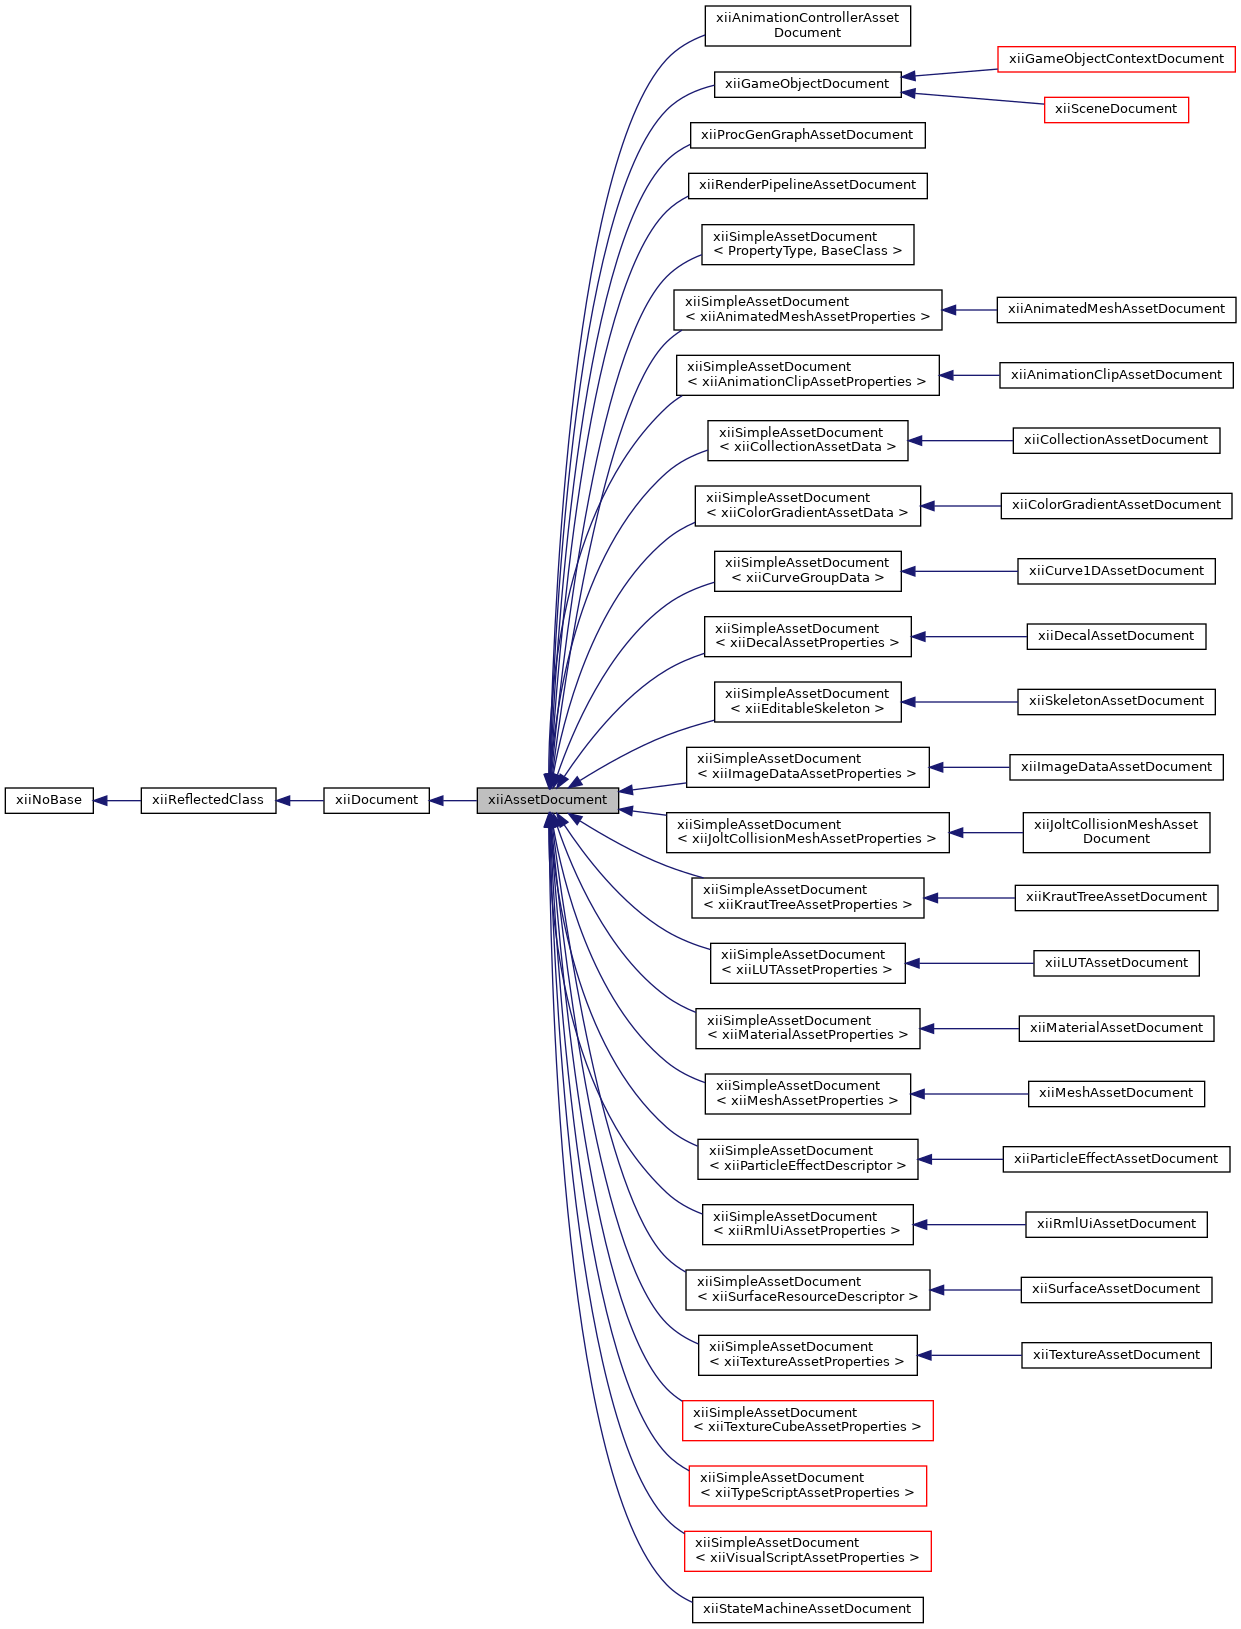 xiiAnimationControllerAsset
Document
xiiGameObjectDocument
xiiGameObjectContextDocument
xiiSceneDocument
xiiProcGenGraphAssetDocument
xiiRenderPipelineAssetDocument
xiiSimpleAssetDocument
< PropertyType, BaseClass >
xiiSimpleAssetDocument
< xiiAnimatedMeshAssetProperties >
xiiAnimatedMeshAssetDocument
xiiSimpleAssetDocument
< xiiAnimationClipAssetProperties >
xiiAnimationClipAssetDocument
xiiSimpleAssetDocument
< xiiCollectionAssetData >
xiiCollectionAssetDocument
xiiSimpleAssetDocument
< xiiColorGradientAssetData >
xiiColorGradientAssetDocument
xiiSimpleAssetDocument
< xiiCurveGroupData >
xiiCurve1DAssetDocument
xiiSimpleAssetDocument
< xiiDecalAssetProperties >
xiiDecalAssetDocument
xiiSimpleAssetDocument
< xiiEditableSkeleton >
xiiSkeletonAssetDocument
xiiSimpleAssetDocument
< xiiImageDataAssetProperties >
xiiImageDataAssetDocument
xiiNoBase
xiiReflectedClass
xiiDocument
xiiAssetDocument
xiiSimpleAssetDocument
< xiiJoltCollisionMeshAssetProperties >
xiiJoltCollisionMeshAsset
Document
xiiSimpleAssetDocument
< xiiKrautTreeAssetProperties >
xiiKrautTreeAssetDocument
xiiSimpleAssetDocument
< xiiLUTAssetProperties >
xiiLUTAssetDocument
xiiSimpleAssetDocument
< xiiMaterialAssetProperties >
xiiMaterialAssetDocument
xiiSimpleAssetDocument
< xiiMeshAssetProperties >
xiiMeshAssetDocument
xiiSimpleAssetDocument
< xiiParticleEffectDescriptor >
xiiParticleEffectAssetDocument
xiiSimpleAssetDocument
< xiiRmlUiAssetProperties >
xiiRmlUiAssetDocument
xiiSimpleAssetDocument
< xiiSurfaceResourceDescriptor >
xiiSurfaceAssetDocument
xiiSimpleAssetDocument
< xiiTextureAssetProperties >
xiiTextureAssetDocument
xiiSimpleAssetDocument
< xiiTextureCubeAssetProperties >
xiiSimpleAssetDocument
< xiiTypeScriptAssetProperties >
xiiSimpleAssetDocument
< xiiVisualScriptAssetProperties >
xiiStateMachineAssetDocument